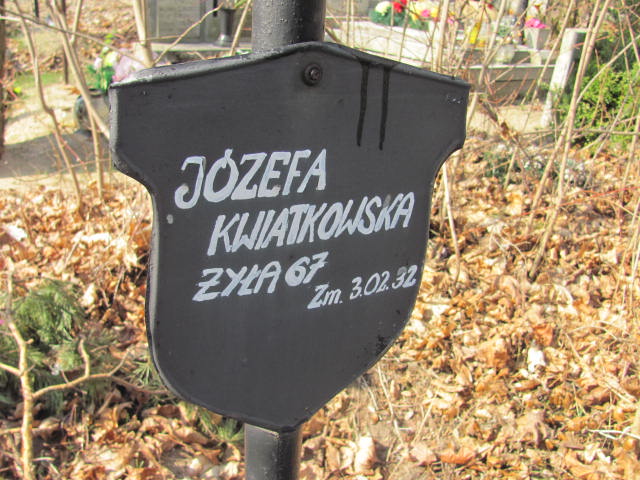 JÓZEFA
KWIATKOWSKA
ŻYŁA 67
Zm. 3.02.32